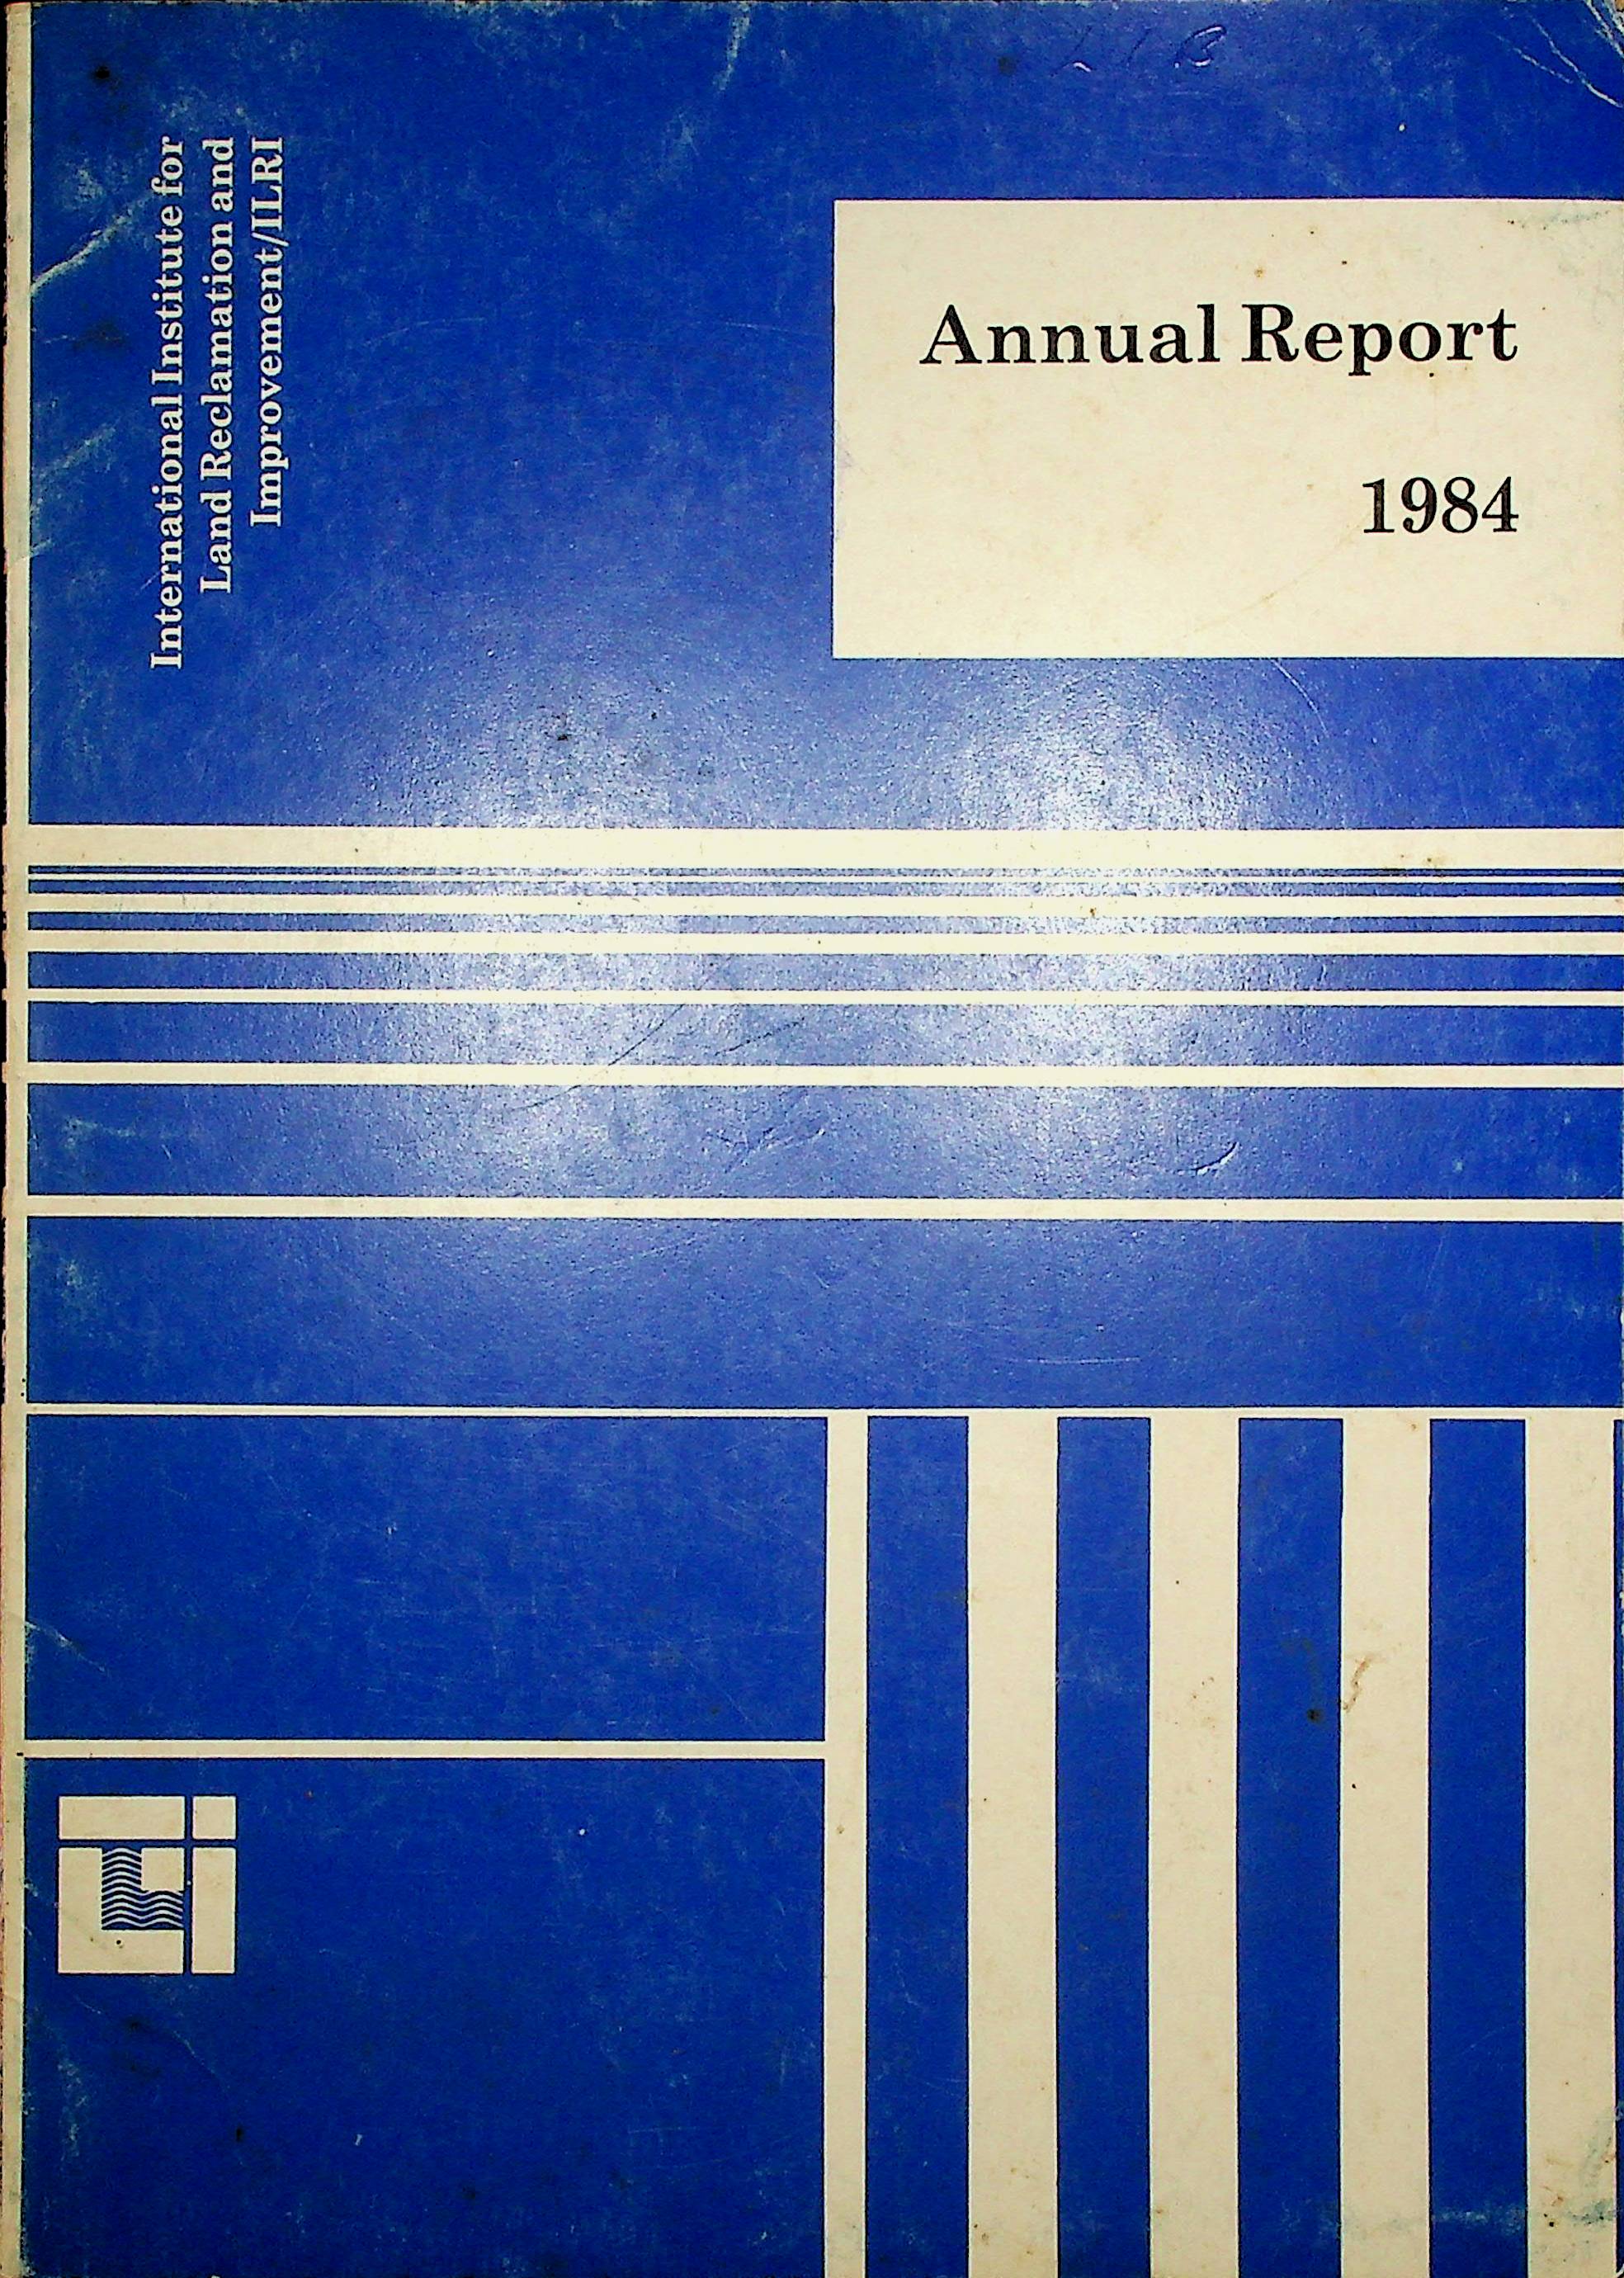 International Institute for
Land Reclamation and
Improvement/ILRI
Annual Report
1984